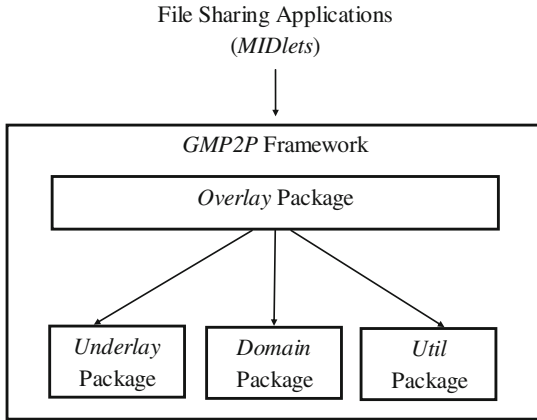 File Sharing Applications
(MIDlets)
GMP2P Framework
Overlay Package
Underlay
Package
Domain
Package
Util
Package